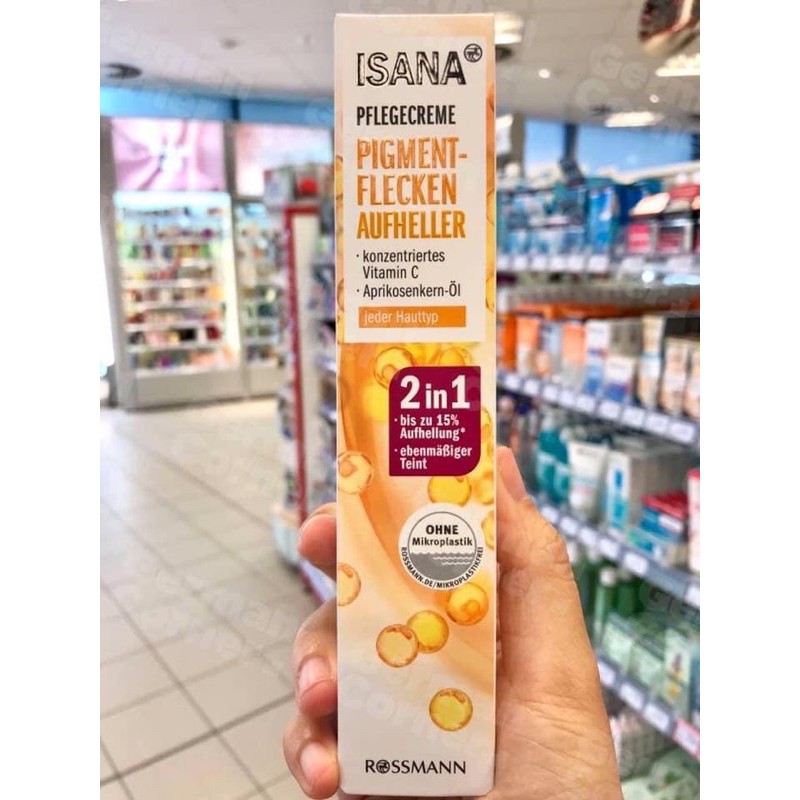 ISANA
PFLEGECREME
PIGMENT-
FLECKEN
AUFHELLER
· konzentriertes
Vitamin C
· Aprikosenkern-Öl
jeder Hauttyp
2 in 1
· bis zu 15%
Aufhellung*
· ebenmäßiger
Teint
OHNE
Mikroplastik
ROSSMANN.DE/MIKROPLASTIKFREI
ROSSMANN